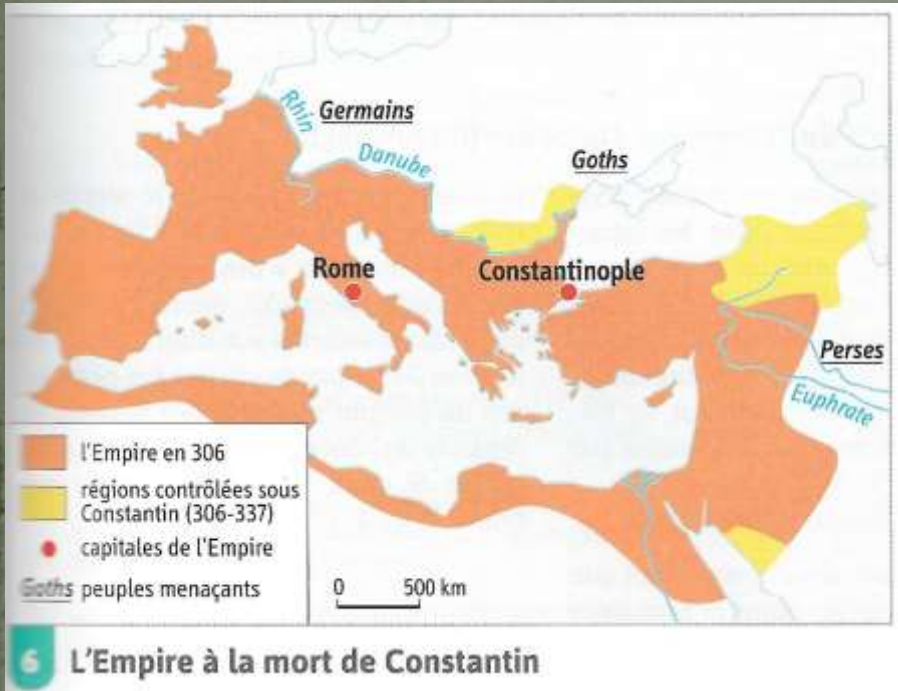 Rhin
Germains
Danube
Goths
Rome
Constantinople
Perses
Euphrate
l'Empire en 306
régions contrôlées sous
Constantin (306-337)
capitales de l'Empire
Goths peuples menaçants
0 500 km
6 L'Empire à la mort de Constantin